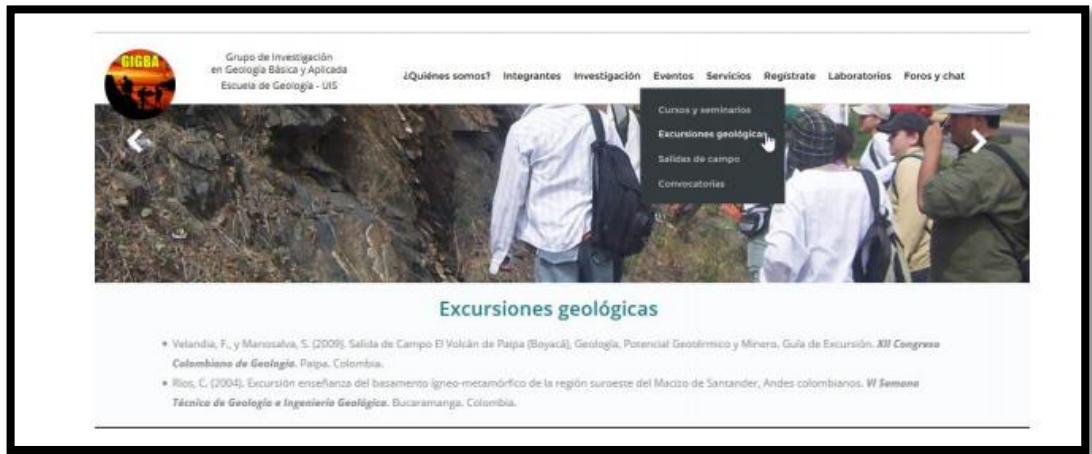 GIGBA
Grupo de Investigación
en Geología Básica y Aplicada
Escuela de Geología - UIS
¿Quiénes somos? Integrantes Investigación Eventos Servicios Regístrate Laboratorios Foros y chat
Cursos y seminarios
Excursiones geológicas
Salidas de campo
Convocatorias
Excursiones geológicas
• Velandia, F., y Manosalva, S. (2009). Salida de Campo El Volcán de Paipa (Boyacá), Geología, Potencial Geotérmico y Minero. Guía de Excursión. XII Congreso
Colombiano de Geología. Paipa. Colombia.
• Ríos, C. (2004). Excursión enseñanza del basamento ígneo-metamórfico de la región suroeste del Macizo de Santander, Andes colombianos. VI Semana
Técnica de Geología e Ingeniería Geológica. Bucaramanga. Colombia.